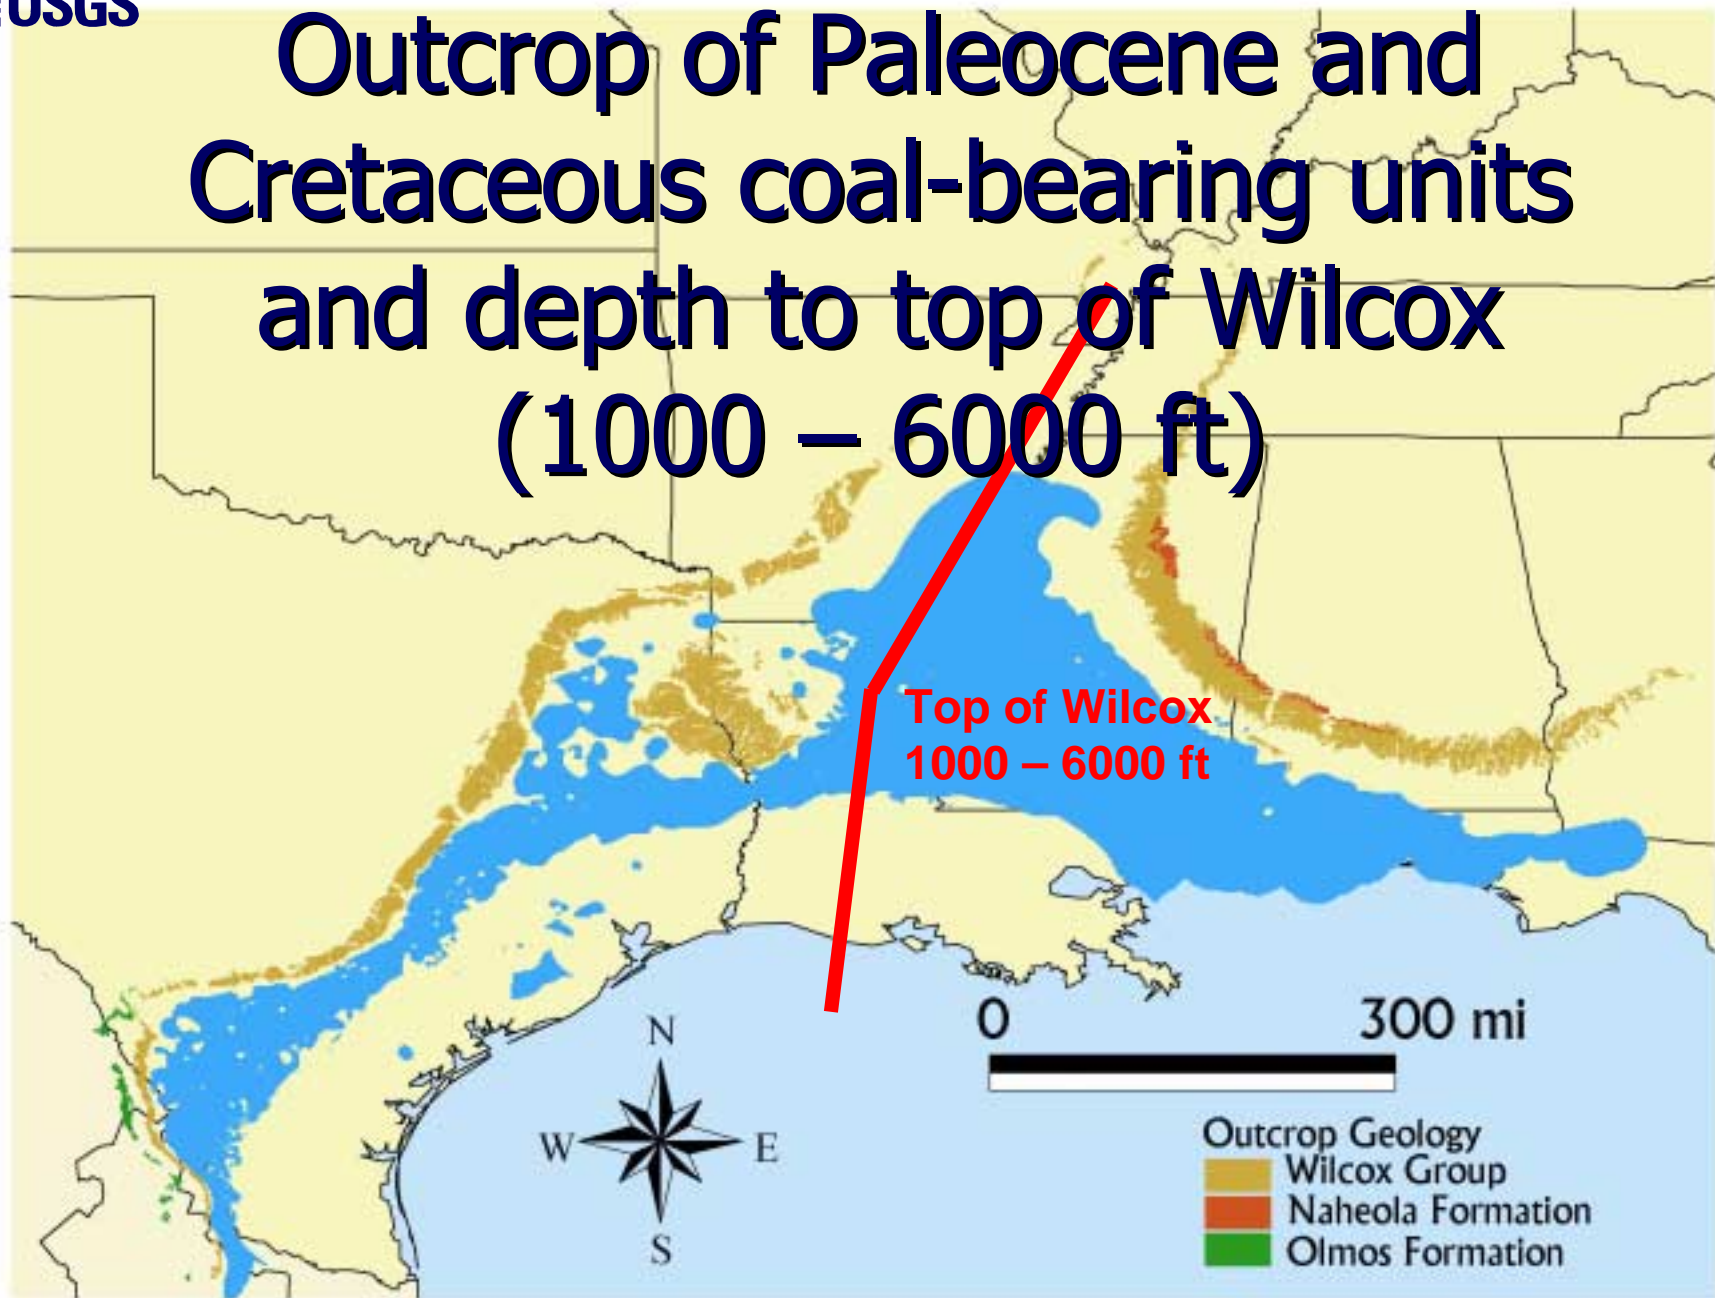 USGS
Outcrop of Paleocene and
Cretaceous coal-bearing units
and depth to top of Wilcox
(1000 – 6000 ft)
Top of Wilcox
1000 – 6000 ft
0 300 mi
N
W E
S
Outcrop Geology
Wilcox Group
Naheola Formation
Olmos Formation